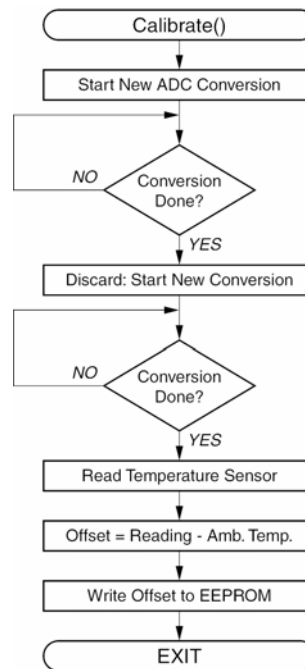 Calibrate()
Start New ADC Conversion
NO
Conversion
Done?
YES
Discard: Start New Conversion
NO
Conversion
Done?
YES
Read Temperature Sensor
Offset = Reading - Amb. Temp.
Write Offset to EEPROM
EXIT